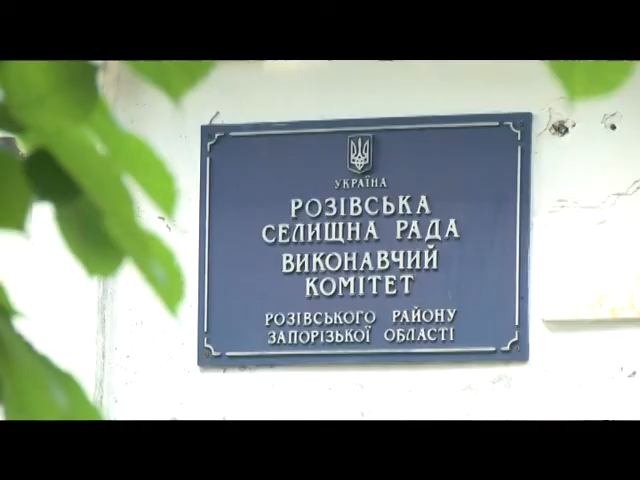 УКРАЇНА
РОЗІВСЬКА
СЕЛИЩНА РАДА
ВИКОНАВЧИЙ
КОМІТЕТ
РОЗІВСЬКОГО РАЙОНУ
ЗАПОРІЗЬКОЇ ОБЛАСТІ